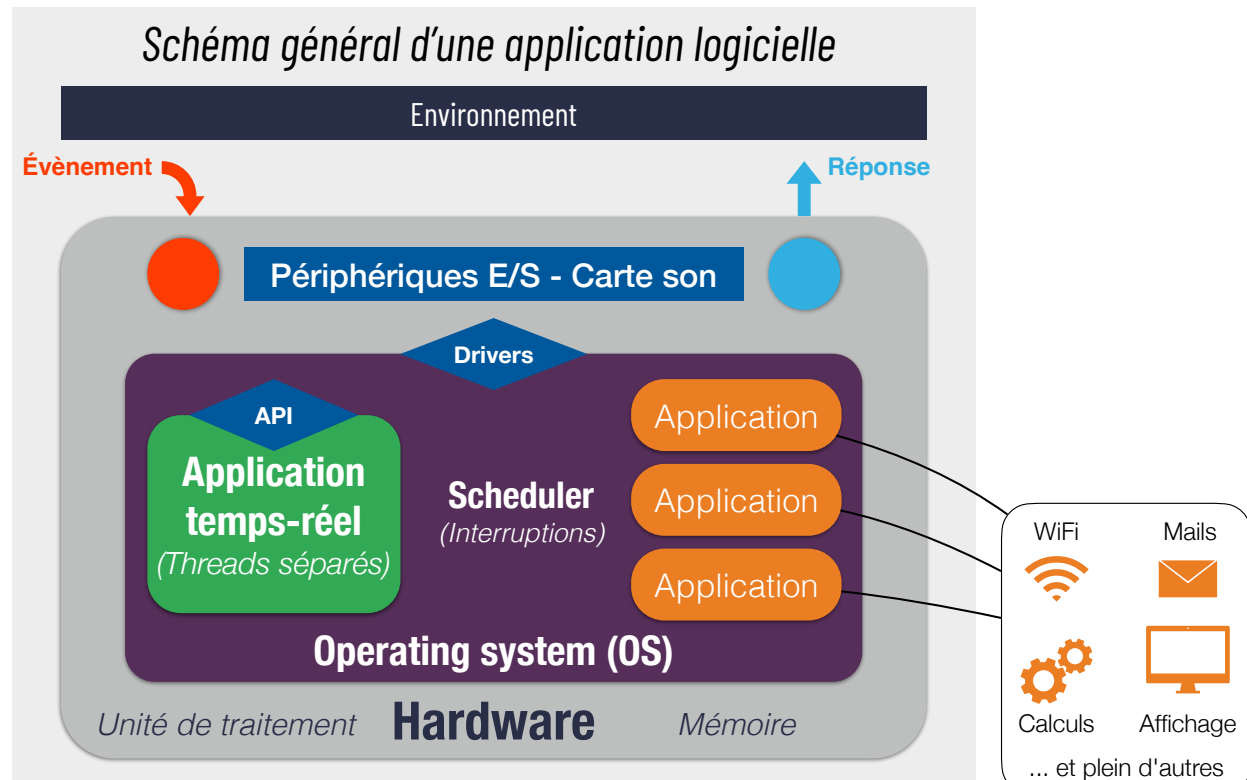 Schéma général d'une application logicielle
Environnement
Évènement
Réponse
Périphériques E/S - Carte son
Drivers
API
Application
temps-réel
(Threads séparés)
Scheduler
(Interruptions)
Application
Application
Application
Operating system (OS)
Unité de traitement
Hardware
Mémoire
WiFi
Mails
Calculs
Affichage
... et plein d'autres